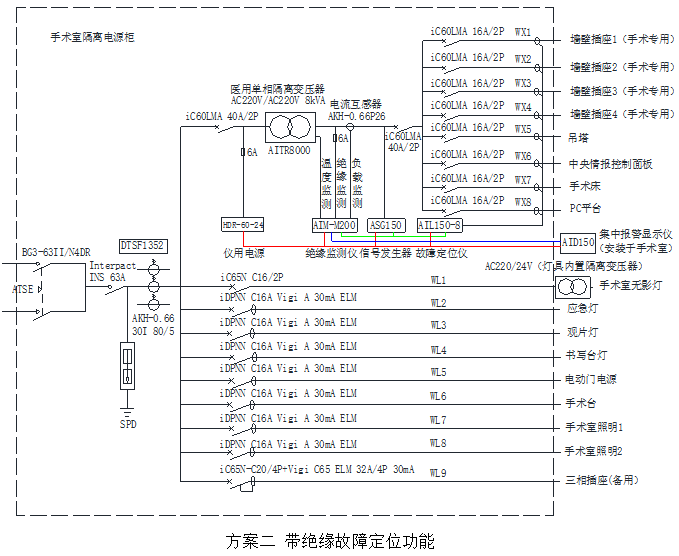 手术室隔离电源柜
iC60LMA 16A/2P WX1 墙壁插座1（手术专用）
iC60LMA 16A/2P WX2 墙壁插座2（手术专用）
iC60LMA 16A/2P WX3 墙壁插座3（手术专用）
iC60LMA 16A/2P WX4 墙壁插座4（手术专用）
iC60LMA 16A/2P WX5 吊塔
iC60LMA 16A/2P WX6 中央情报控制面板
iC60LMA 16A/2P WX7 手术床
iC60LMA 16A/2P WX8 PC平台
医用单相隔离变压器
AC220V/AC220V 8kVA
电流互感器
AKH-0.66P26
iC60LMA 40A/2P
iC60LMA
40A/2P
6A
6A
AITR8000
温度监测
绝缘监测
负载监测
HDR-60-24 AIM-M200 ASG150 AIL150-8
仪用电源 绝缘监测仪 信号发生器 故障定位仪
AID150
集中报警显示仪
（安装于手术室）
DTSF1352
BG3-63II/N4DR
ATSE
Interpact
INS 63A
AKH-0.66
30I 80/5
SPD
AC220/24V（灯具内置隔离变压器）
iC65N C16/2P WL1 手术室无影灯
iDPNN C16A Vigi A 30mA ELM WL2 应急灯
iDPNN C16A Vigi A 30mA ELM WL3 观片灯
iDPNN C16A Vigi A 30mA ELM WL4 书写台灯
iDPNN C16A Vigi A 30mA ELM WL5 电动门电源
iDPNN C16A Vigi A 30mA ELM WL6 手术台
iDPNN C16A Vigi A 30mA ELM WL7 手术室照明1
iDPNN C16A Vigi A 30mA ELM WL8 手术室照明2
iC65N-C20/4P+Vigi C65 ELM 32A/4P 30mA WL9 三相插座(备用)
方案二 带绝缘故障定位功能